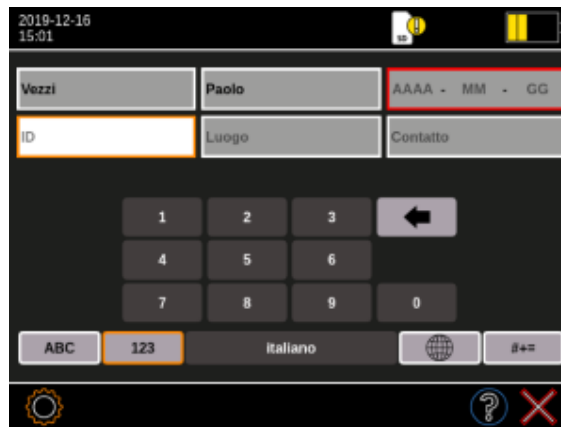 2019-12-16
15:01
SD
Vezzi Paolo AAAA - MM - GG
ID Luogo Contatto
1 2 3
4 5 6
7 8 9 0
ABC 123 italiano #+=
?